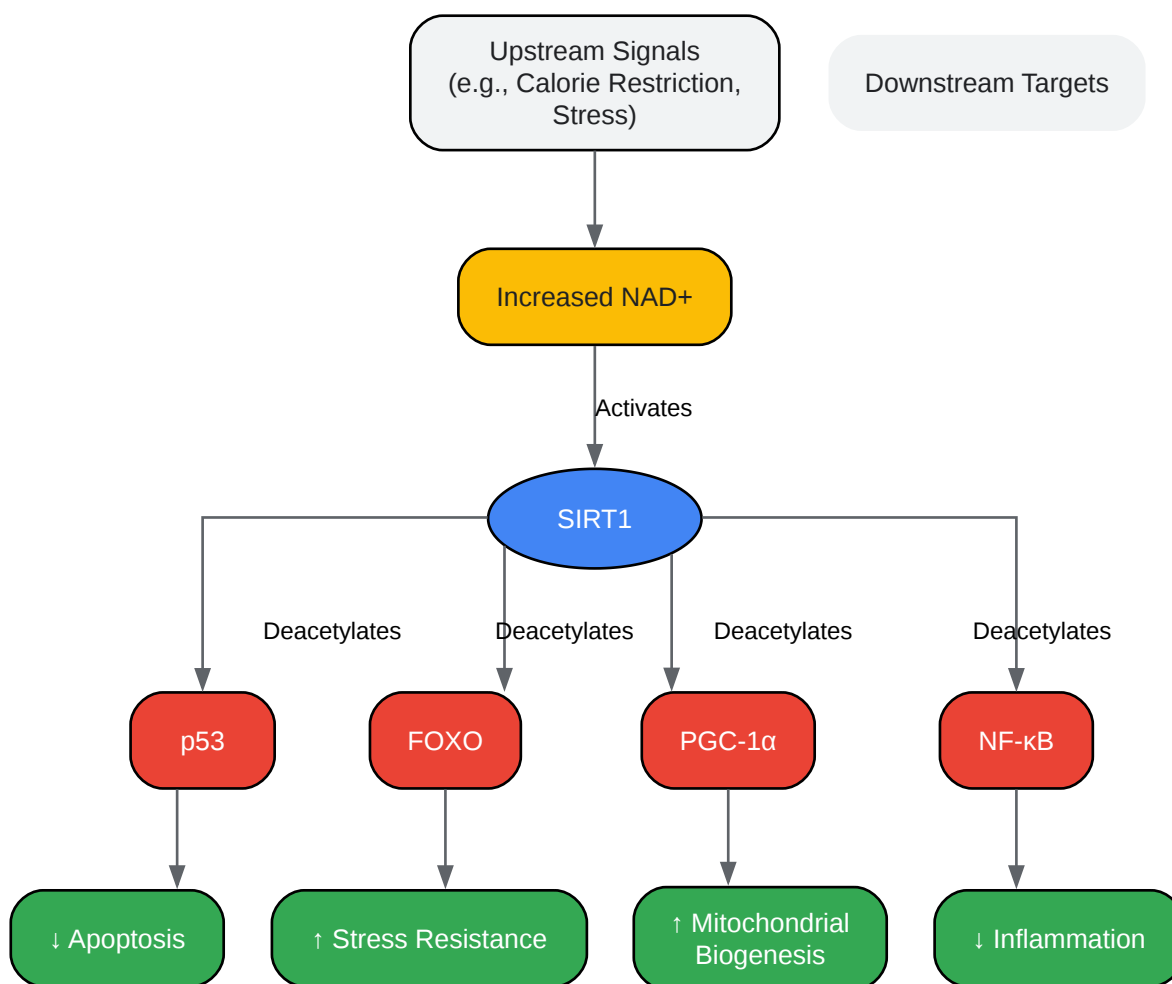 Upstream Signals
(e.g., Calorie Restriction,
Stress)
Downstream Targets
Increased NAD+
Activates
SIRT1
Deacetylates
Deacetylates
Deacetylates
Deacetylates
p53
FOXO
PGC-1α
NF-κB
↓ Apoptosis
↑ Stress Resistance
↑ Mitochondrial
Biogenesis
↓ Inflammation